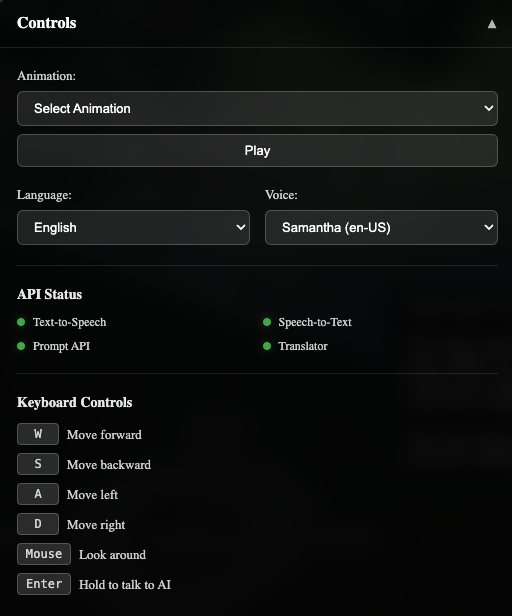 Controls ▲
Animation:
Select Animation
Play
Language: Voice:
English Samantha (en-US)
API Status
Text-to-Speech Speech-to-Text
Prompt API Translator
Keyboard Controls
W Move forward
S Move backward
A Move left
D Move right
Mouse Look around
Enter Hold to talk to AI